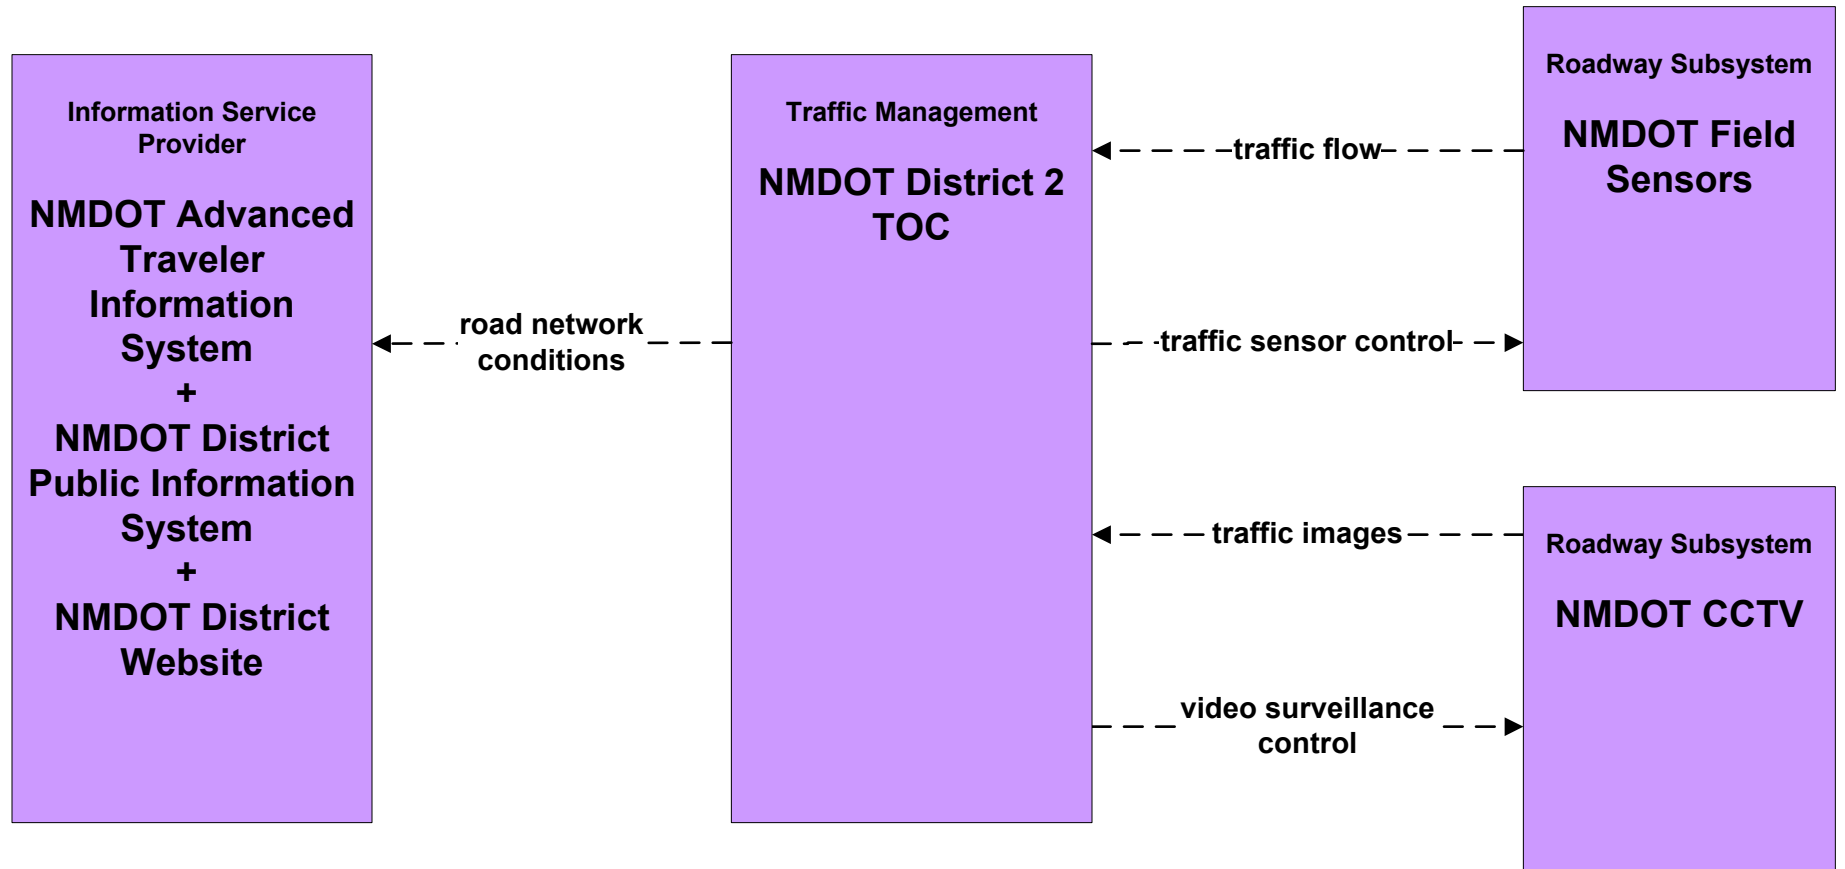 Information Service
Provider
NMDOT Advanced
Traveler
Information
System
+
NMDOT District
Public Information
System
+
NMDOT District
Website
road network
conditions
Traffic Management
NMDOT District 2
TOC
traffic flow
traffic sensor control
traffic images
video surveillance
control
Roadway Subsystem
NMDOT Field
Sensors
Roadway Subsystem
NMDOT CCTV